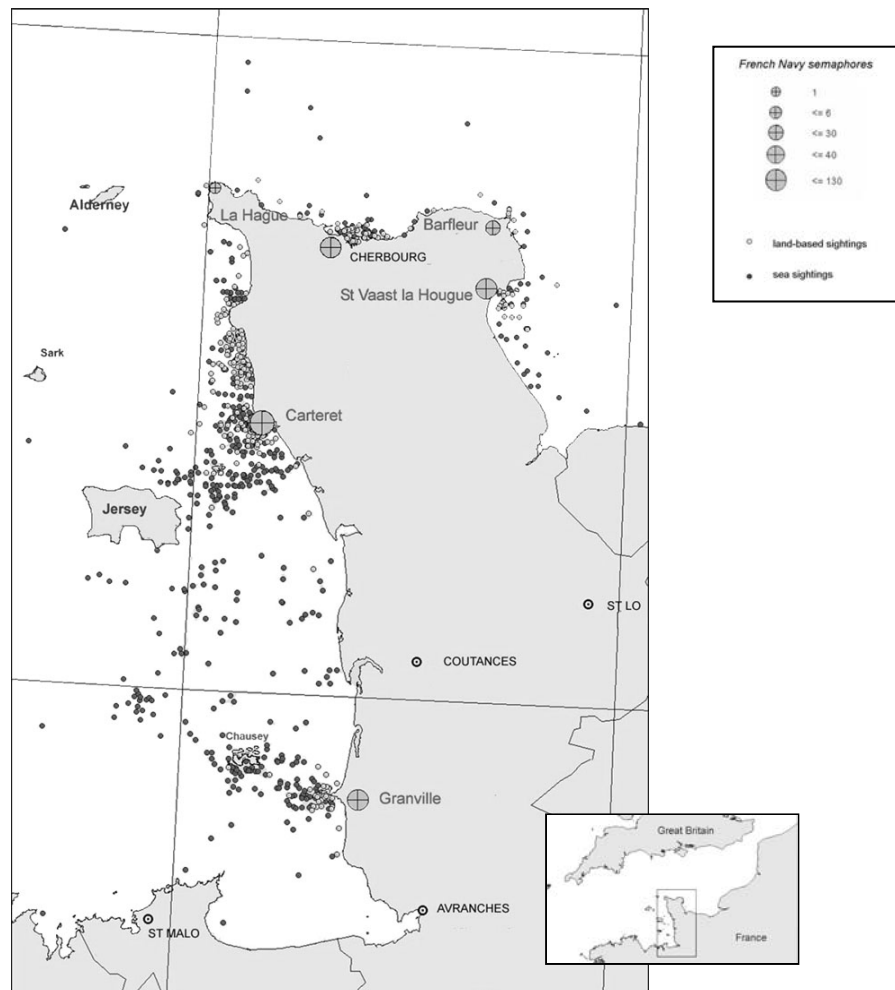 Alderney
La Hague
Barfleur
CHERBOURG
St Vaast la Hougue
Sark
Carteret
Jersey
ST LO
COUTANCES
Chausey
Granville
AVRANCHES
ST MALO
French Navy semaphores
1
<= 6
<= 30
<= 40
<= 130
land-based sightings
sea sightings
Great Britain
France